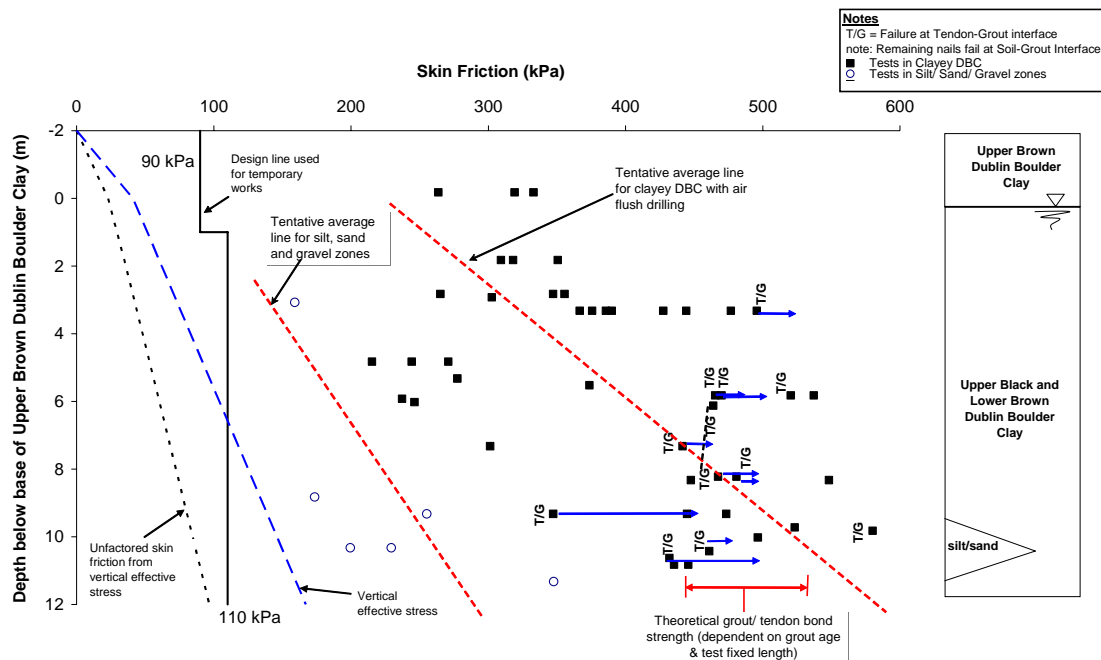 Notes
T/G = Failure at Tendon-Grout interface
note: Remaining nails fail at Soil-Grout Interface
Tests in Clayey DBC
Tests in Silt/ Sand/ Gravel zones
Skin Friction (kPa)
0
100
200
300
400
500
600
Depth below base of Upper Brown Dublin Boulder Clay (m)
-2
0
2
4
6
8
10
12
90 kPa
Design line used
for temporary
works
Tentative average
line for silt, sand
and gravel zones
Tentative average line
for clayey DBC with air
flush drilling
T/G
T/G
T/G
T/G
T/G
T/G
T/G
T/G
T/G
T/G
T/G
T/G
Unfactored skin
friction from
vertical effective
stress
110 kPa
Vertical
effective stress
Theoretical grout/ tendon bond
strength (dependent on grout age
& test fixed length)
Upper Brown
Dublin Boulder
Clay
Upper Black and
Lower Brown
Dublin Boulder
Clay
silt/sand